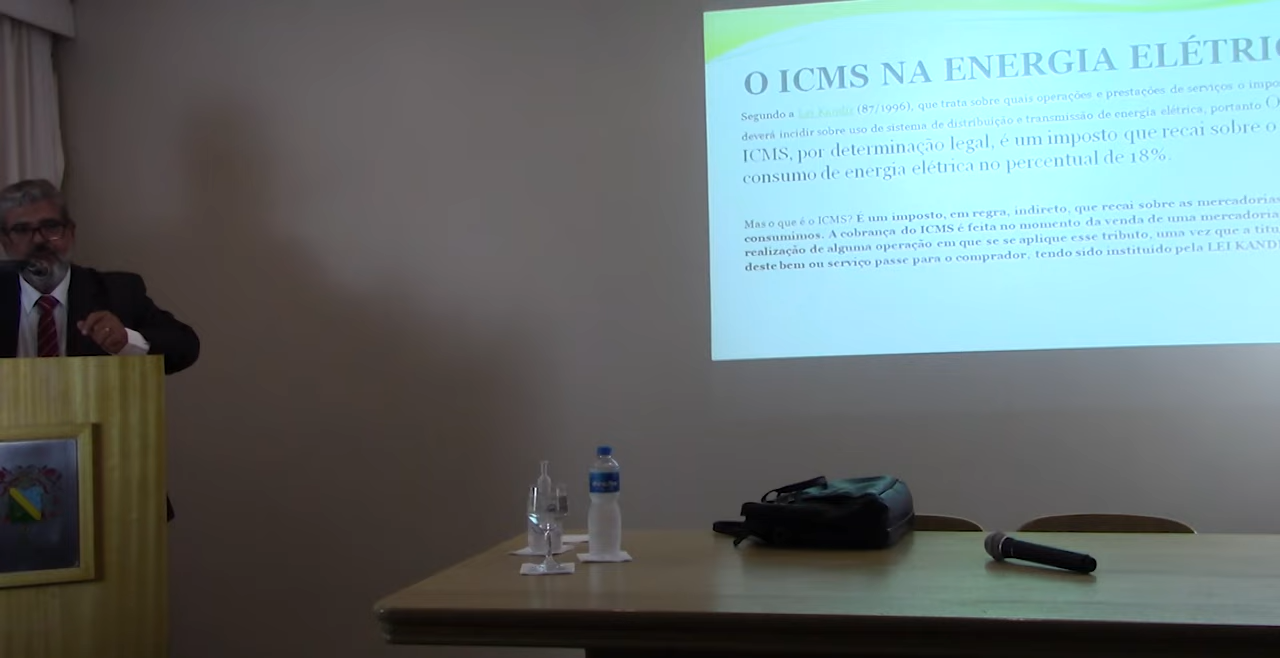 O ICMS NA ENERGIA ELÉTRIC
Segundo a Lei Kandir (87/1996), que trata sobre quais operações e prestações de serviços o impo
deverá incidir sobre uso de sistema de distribuição e transmissão de energia elétrica, portanto O
ICMS, por determinação legal, é um imposto que recai sobre o
consumo de energia elétrica no percentual de 18%.
Mas o que é o ICMS? É um imposto, em regra, indireto, que recai sobre as mercadorias
consumimos. A cobrança do ICMS é feita no momento da venda de uma mercadoria
realização de alguma operação em que se se aplique esse tributo, uma vez que a titu
deste bem ou serviço passe para o comprador, tendo sido instituído pela LEI KANDI